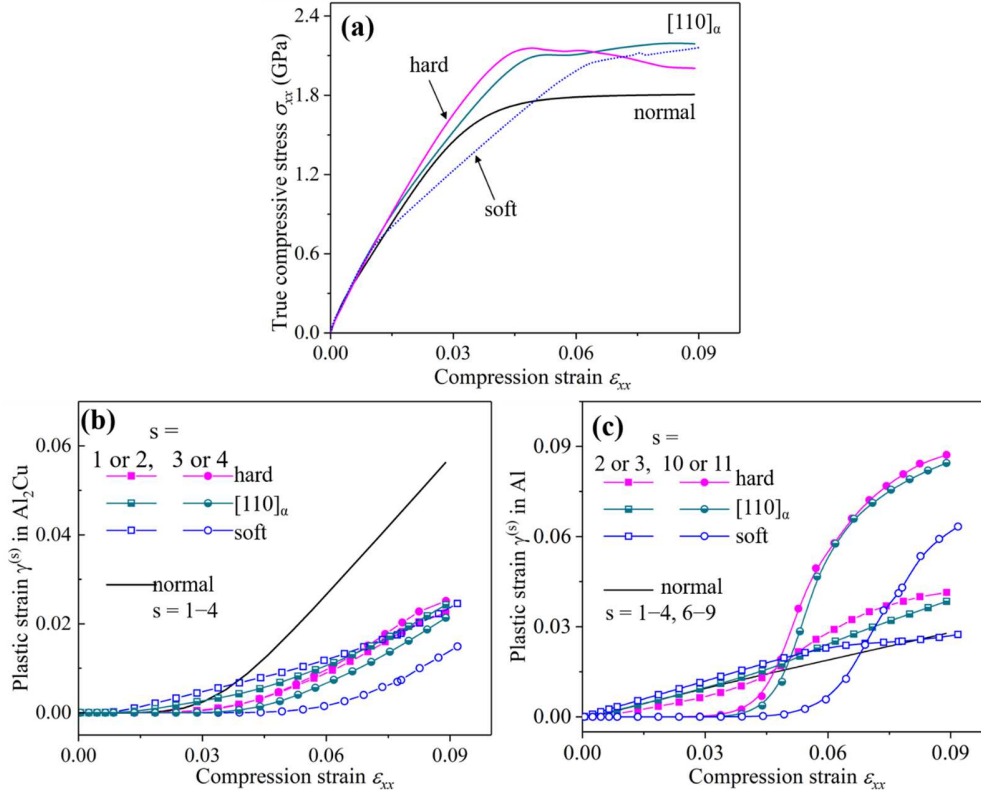 (a)
[110]α
hard
normal
soft
True compressive stress σxx (GPa)
2.4
1.8
1.2
0.6
0.0
0.00 0.03 0.06 0.09
Compression strain εxx
(b)
s =
1 or 2, 3 or 4
hard
[110]α
soft
normal
s = 1−4
Plastic strain γ(s) in Al2Cu
0.06
0.04
0.02
0.00
0.00 0.03 0.06 0.09
Compression strain εxx
(c)
s =
2 or 3, 10 or 11
hard
[110]α
soft
normal
s = 1−4, 6−9
Plastic strain γ(s) in Al
0.09
0.06
0.03
0.00
0.00 0.03 0.06 0.09
Compression strain εxx